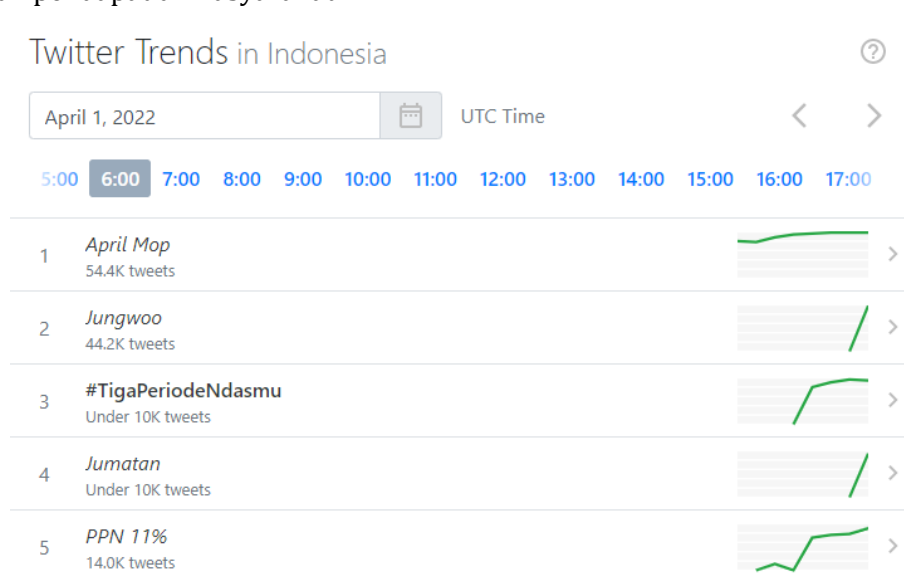 Twitter Trends in Indonesia
April 1, 2022 UTC Time
5:00 6:00 7:00 8:00 9:00 10:00 11:00 12:00 13:00 14:00 15:00 16:00 17:00
1 April Mop
54.4K tweets
2 Jungwoo
44.2K tweets
3 #TigaPeriodeNdasmu
Under 10K tweets
4 Jumatan
Under 10K tweets
5 PPN 11%
14.0K tweets